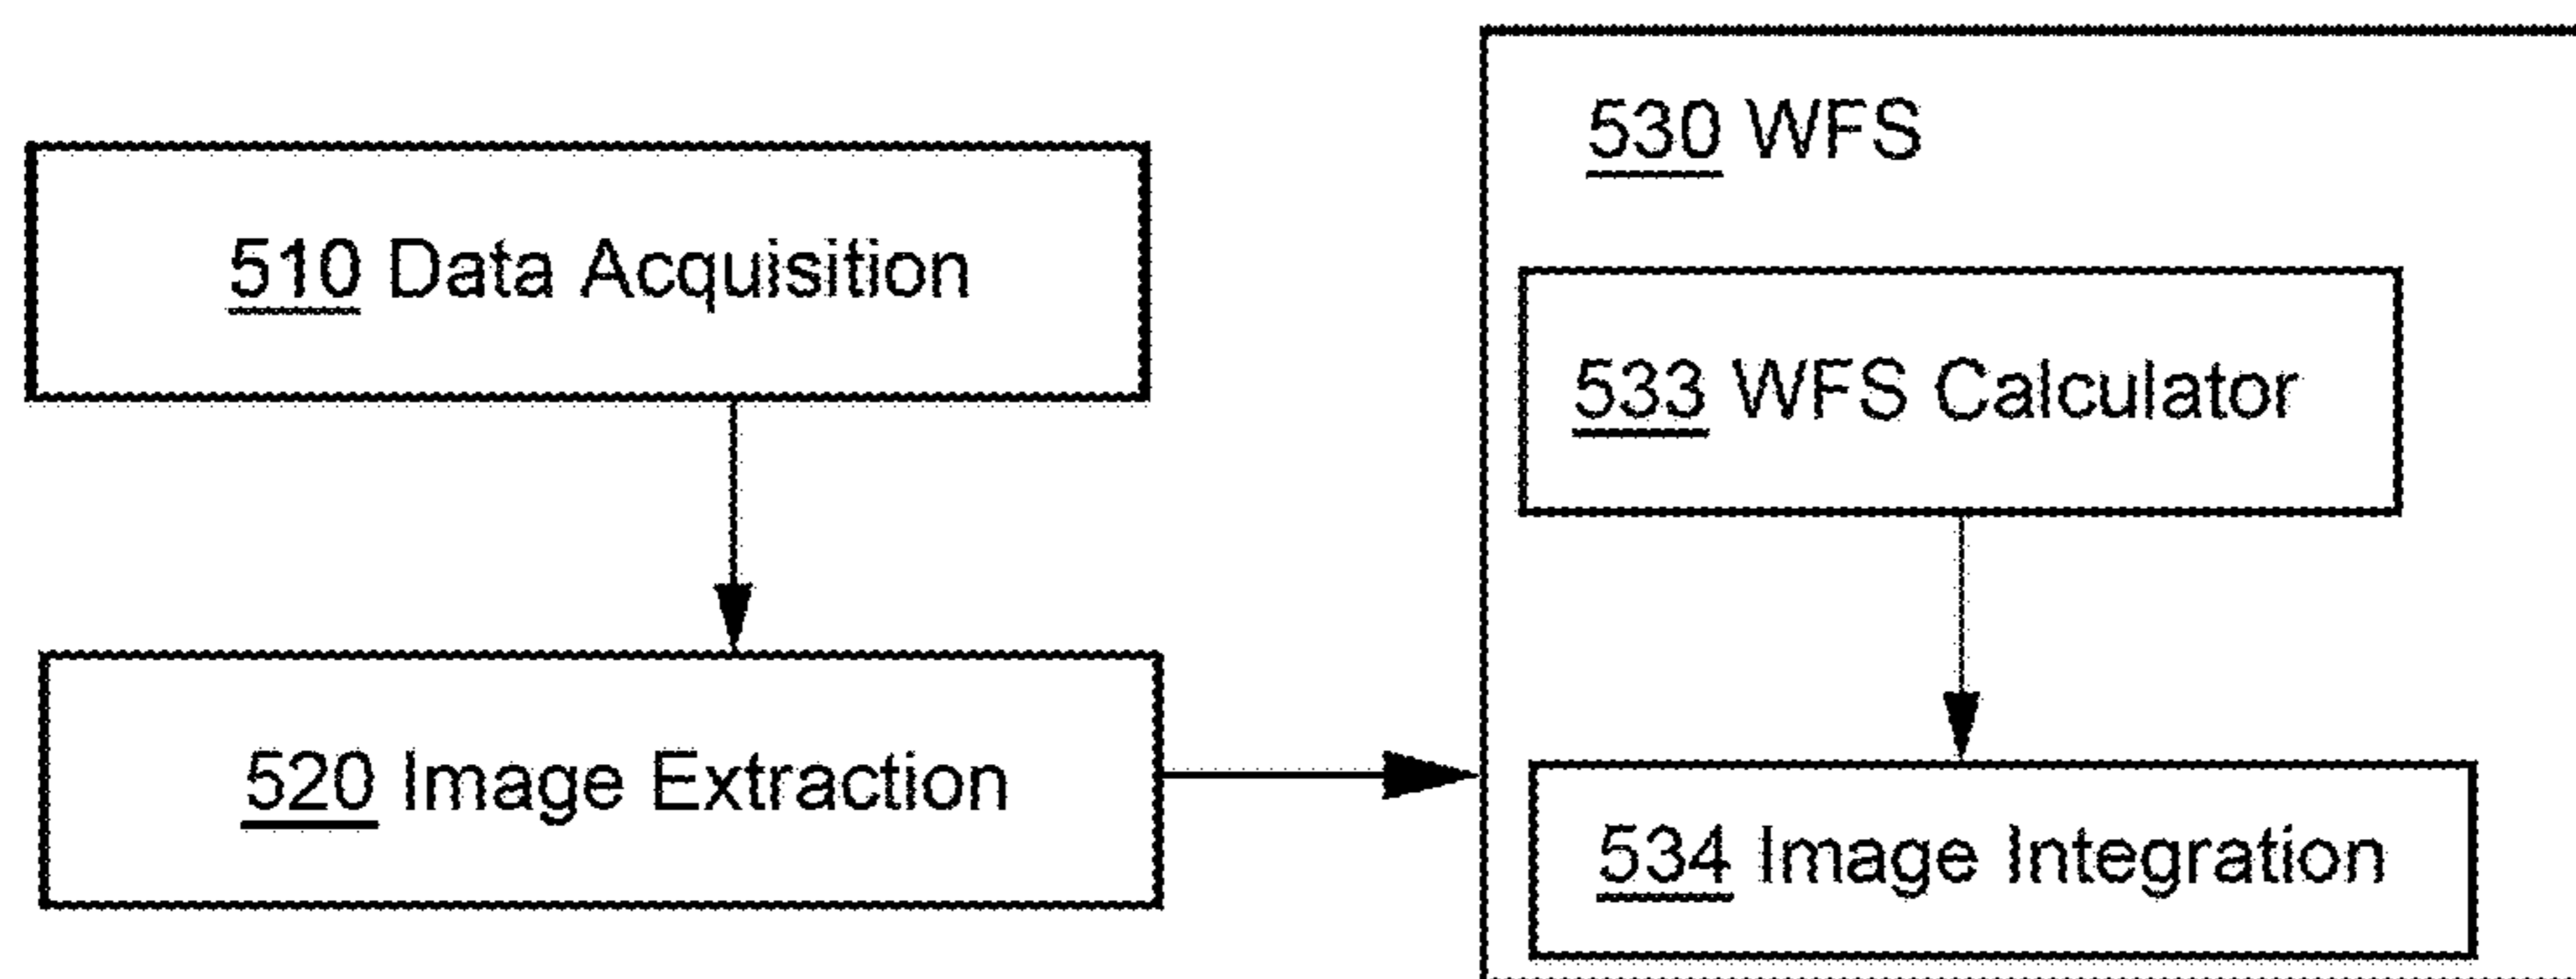 510 Data Acquisition
520 Image Extraction
530 WFS
533 WFS Calculator
534 Image Integration